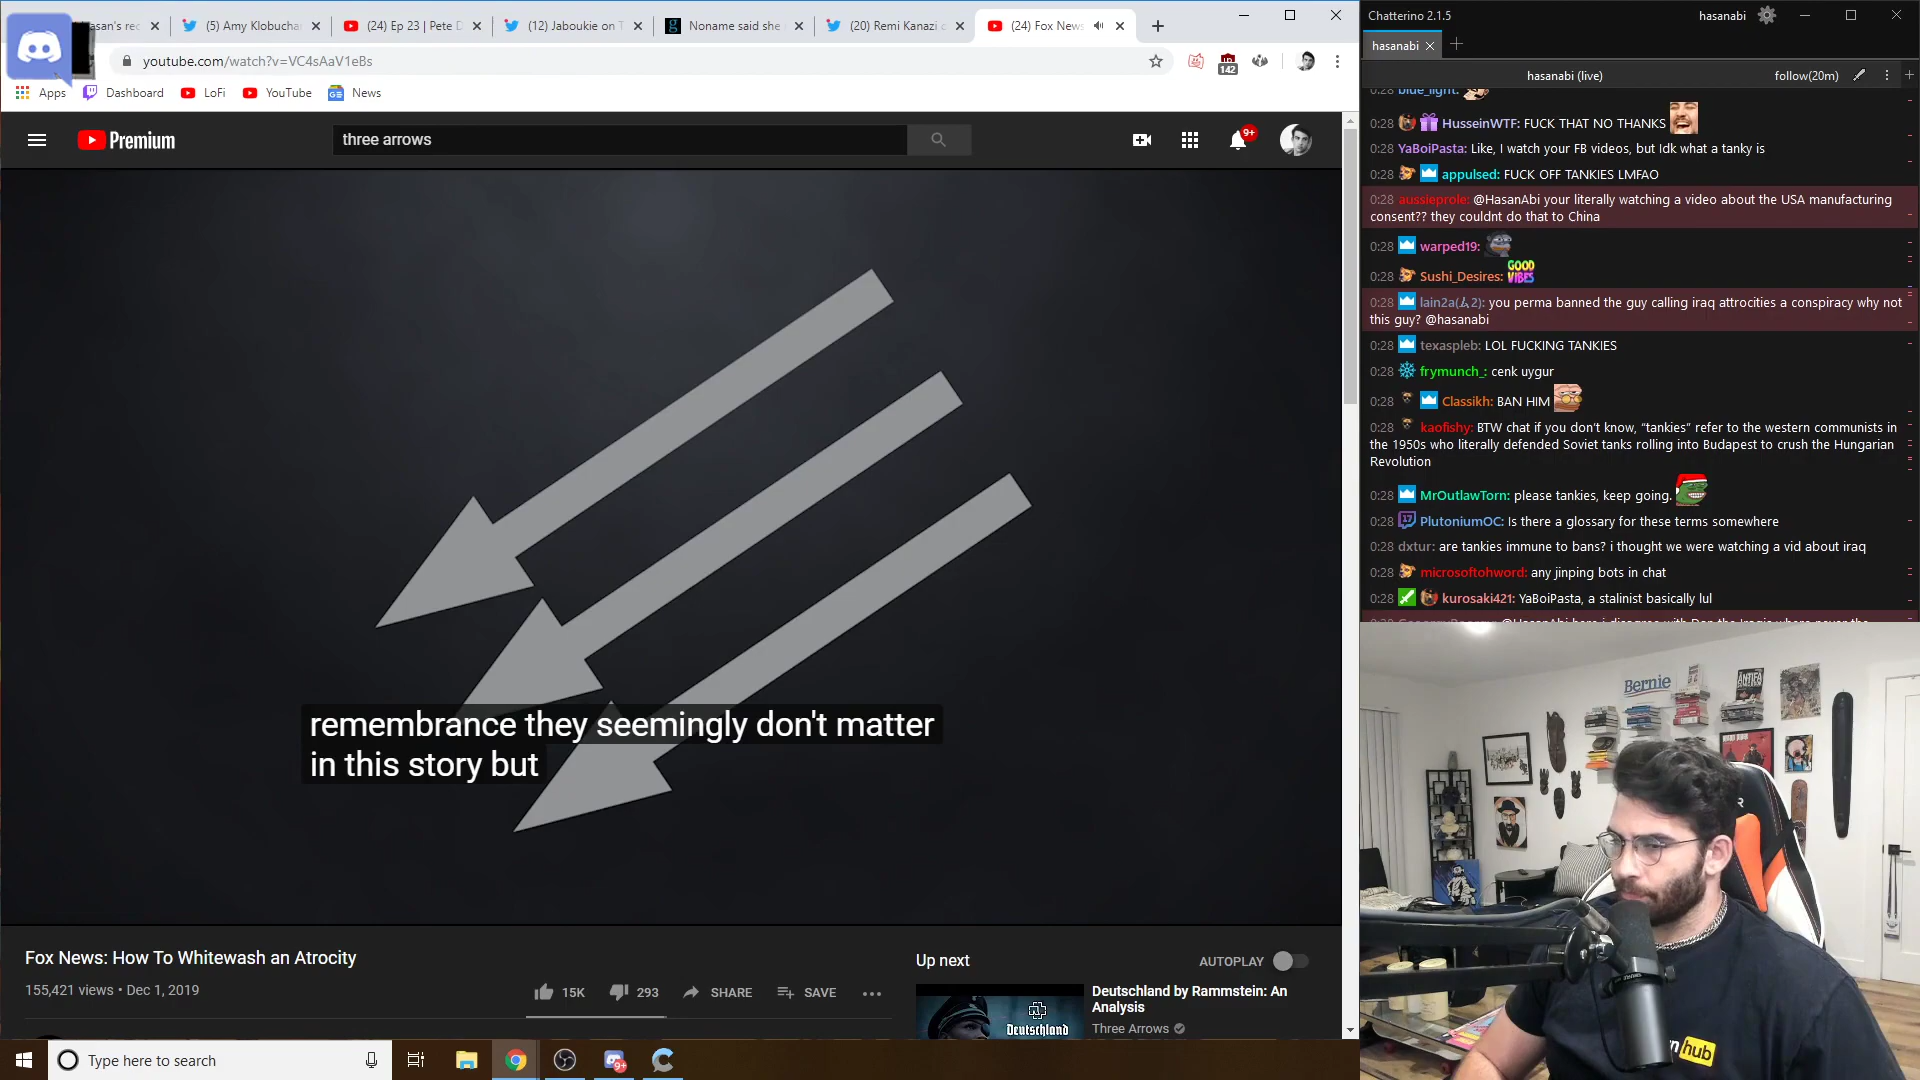 's rec
(5) Amy Klobuchar
(24) Ep 23 | Pete D
(12) Jaboukie on T
Noname said she
(20) Remi Kanazi o
(24) Fox News
youtube.com/watch?v=VC4sAaV1eBs
142
Apps
Dashboard
LoFi
YouTube
News
Premium
three arrows
9+
remembrance they seemingly don't matter
in this story but
Fox News: How To Whitewash an Atrocity
155,421 views • Dec 1, 2019
15K
293
SHARE
SAVE
Up next
AUTOPLAY
Deutschland
Deutschland by Rammstein: An
Analysis
Three Arrows
Type here to search
9+
Chatterino 2.1.5
hasanabi
hasanabi
hasanabi (live)
follow(20m)
0:28 blue_light:
0:28 HusseinWTF: FUCK THAT NO THANKS
YaBoiPasta: Like, I watch your FB videos, but Idk what a tanky is
0:28 appulsed: FUCK OFF TANKIES LMFAO
0:28 aussieprole: @HasanAbi your literally watching a video about the USA manufacturing
consent?? they couldnt do that to China
0:28 warped19:
0:28 Sushi_Desires: GOOD VIBES
0:28 lain2a(ム2): you perma banned the guy calling iraq attrocities a conspiracy why not
this guy? @hasanabi
0:28 texaspleb: LOL FUCKING TANKIES
0:28 frymunch_: cenk uygur
0:28 Classikh: BAN HIM
0:28 kaofishy: BTW chat if you don't know, “tankies” refer to the western communists in
the 1950s who literally defended Soviet tanks rolling into Budapest to crush the Hungarian
Revolution
0:28 MrOutlawTorn: please tankies, keep going.
0:28 PlutoniumOC: Is there a glossary for these terms somewhere
0:28 dxtur: are tankies immune to bans? i thought we were watching a vid about iraq
0:28 microsoftohword: any jinping bots in chat
0:28 kurosaki421: YaBoiPasta, a stalinist basically lul
Bernie
ANTIFA
hub